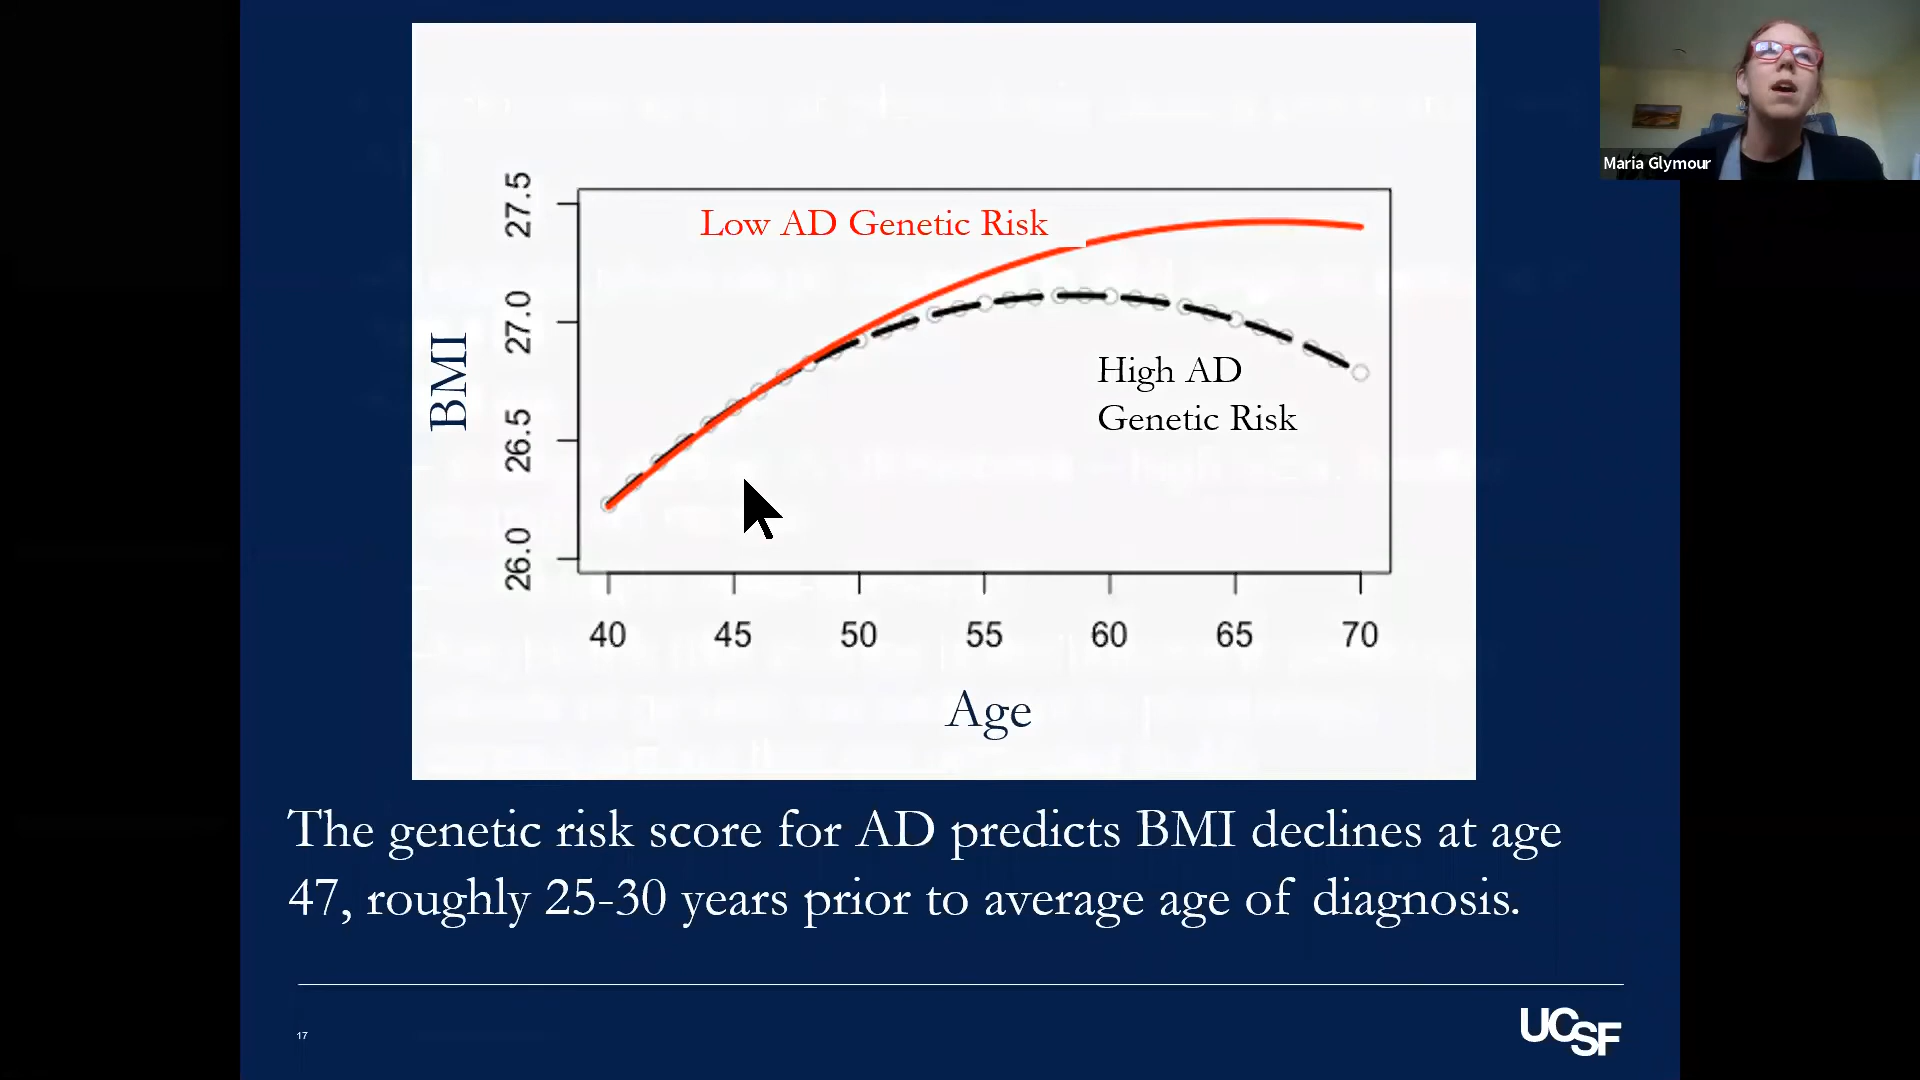 Maria Glymour
Low AD Genetic Risk
High AD
Genetic Risk
BMI
27.5
27.0
26.5
26.0
40 45 50 55 60 65 70
Age
The genetic risk score for AD predicts BMI declines at age
47, roughly 25-30 years prior to average age of diagnosis.
17
UCSF